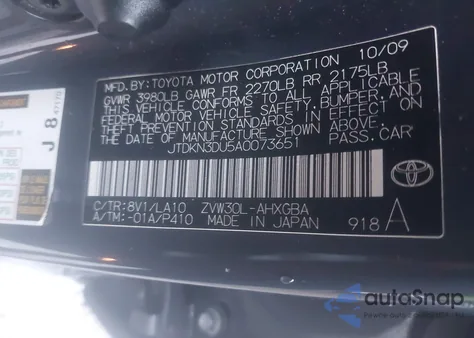 MFD. BY: TOYOTA MOTOR CORPORATION 10/09
GVWR 3980LB GAWR FR 2270LB RR 2175LB
THIS VEHICLE CONFORMS TO ALL APPLICABLE
FEDERAL MOTOR VEHICLE SAFETY, BUMPER, AND
THEFT PREVENTION STANDARDS IN EFFECT ON
THE DATE OF MANUFACTURE SHOWN ABOVE.
JTDKN3DU5A0073651 PASS.CAR
C/TR:8V1/LA10 ZVW30L-AHXGBA
A/TM:-01A/P410 MADE IN JAPAN 918 A
TOYOTA
J 8
autoSnap